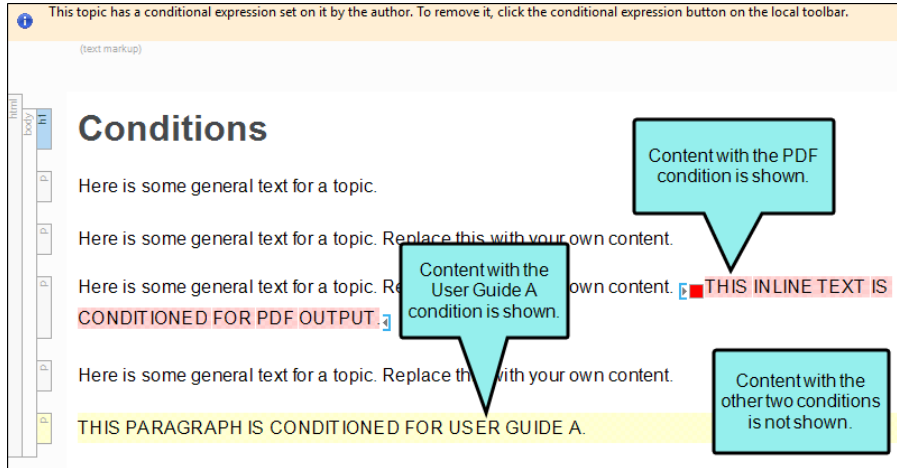 This topic has a conditional expression set on it by the author. To remove it, click the conditional expression button on the local toolbar.
(text markup)
html
body
h1
Conditions
Content with the PDF
condition is shown.
p
Here is some general text for a topic.
p
Here is some general text for a topic. Replace this with your own content.
p
Here is some general text for a topic. Re own content. THIS INLINE TEXT IS
CONDITIONED FOR PDF OUTPUT.
Content with the
User Guide A
condition is shown.
p
Here is some general text for a topic. Replace th with your own content.
Content with the
other two conditions
is not shown.
p
THIS PARAGRAPH IS CONDITIONED FOR USER GUIDE A.